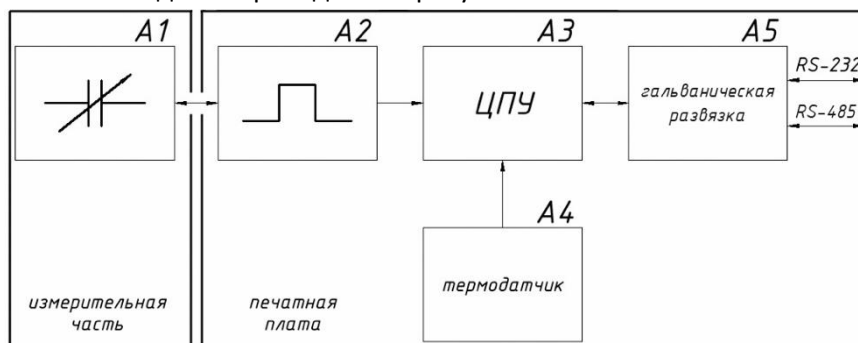 A1
A2
A3
A5
ЦПУ
гальваническая
развязка
RS-232
RS-485
A4
термодатчик
измерительная
часть
печатная
плата